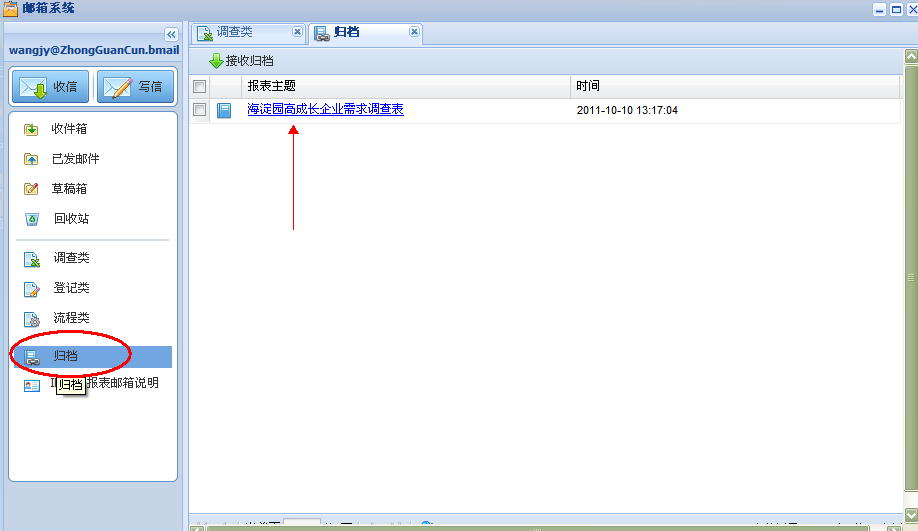 邮箱系统
wangjy@ZhongGuanCun.bmail
收信 写信
收件箱
已发邮件
草稿箱
回收站
调查类
登记类
流程类
归档
归档 报表邮箱说明
调查类 归档
接收归档
报表主题 时间
海淀园高成长企业需求调查表 2011-10-10 13:17:04